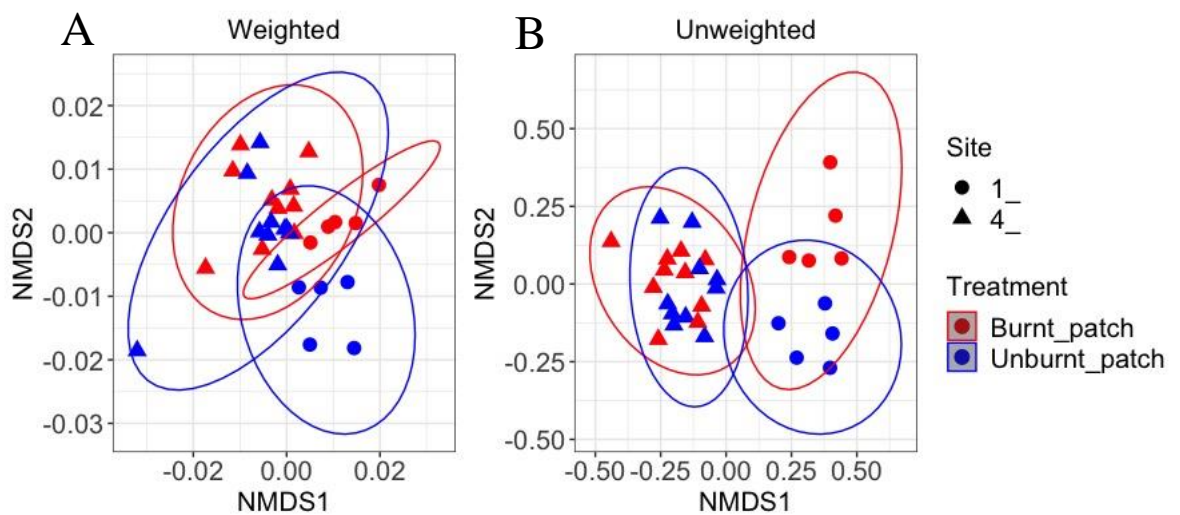 A
Weighted
NMDS2
0.02
0.01
0.00
-0.01
-0.02
-0.03
-0.02 0.00 0.02
NMDS1
B
Unweighted
NMDS2
0.50
0.25
0.00
-0.25
-0.50
-0.50 -0.25 0.00 0.25 0.50
NMDS1
Site
1_
4_
Treatment
Burnt_patch
Unburnt_patch